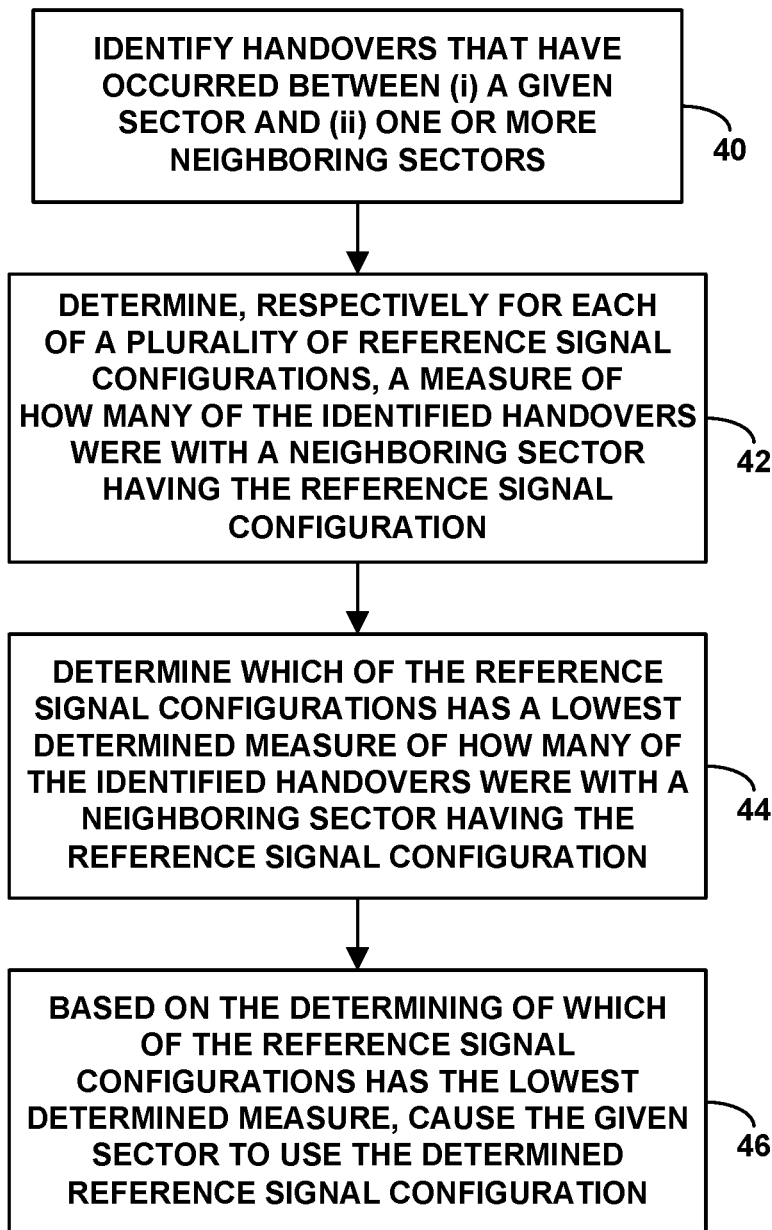 IDENTIFY HANDOVERS THAT HAVE
OCCURRED BETWEEN (i) A GIVEN
SECTOR AND (ii) ONE OR MORE
NEIGHBORING SECTORS
40
DETERMINE, RESPECTIVELY FOR EACH
OF A PLURALITY OF REFERENCE SIGNAL
CONFIGURATIONS, A MEASURE OF
HOW MANY OF THE IDENTIFIED HANDOVERS
WERE WITH A NEIGHBORING SECTOR
HAVING THE REFERENCE SIGNAL
CONFIGURATION
42
DETERMINE WHICH OF THE REFERENCE
SIGNAL CONFIGURATIONS HAS A LOWEST
DETERMINED MEASURE OF HOW MANY OF
THE IDENTIFIED HANDOVERS WERE WITH A
NEIGHBORING SECTOR HAVING THE
REFERENCE SIGNAL CONFIGURATION
44
BASED ON THE DETERMINING OF WHICH
OF THE REFERENCE SIGNAL
CONFIGURATIONS HAS THE LOWEST
DETERMINED MEASURE, CAUSE THE GIVEN
SECTOR TO USE THE DETERMINED
REFERENCE SIGNAL CONFIGURATION
46